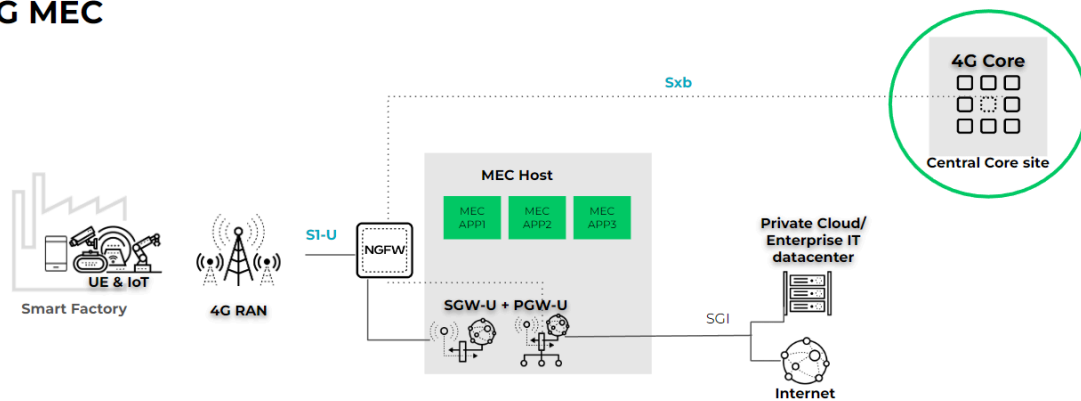 G MEC
4G Core
Sxb
Central Core site
MEC Host
MEC
APP1
MEC
APP2
MEC
APP3
Private Cloud/
Enterprise IT
datacenter
S1-U
NGFW
UE & IoT
Smart Factory
4G RAN
SGW-U + PGW-U
SGI
Internet